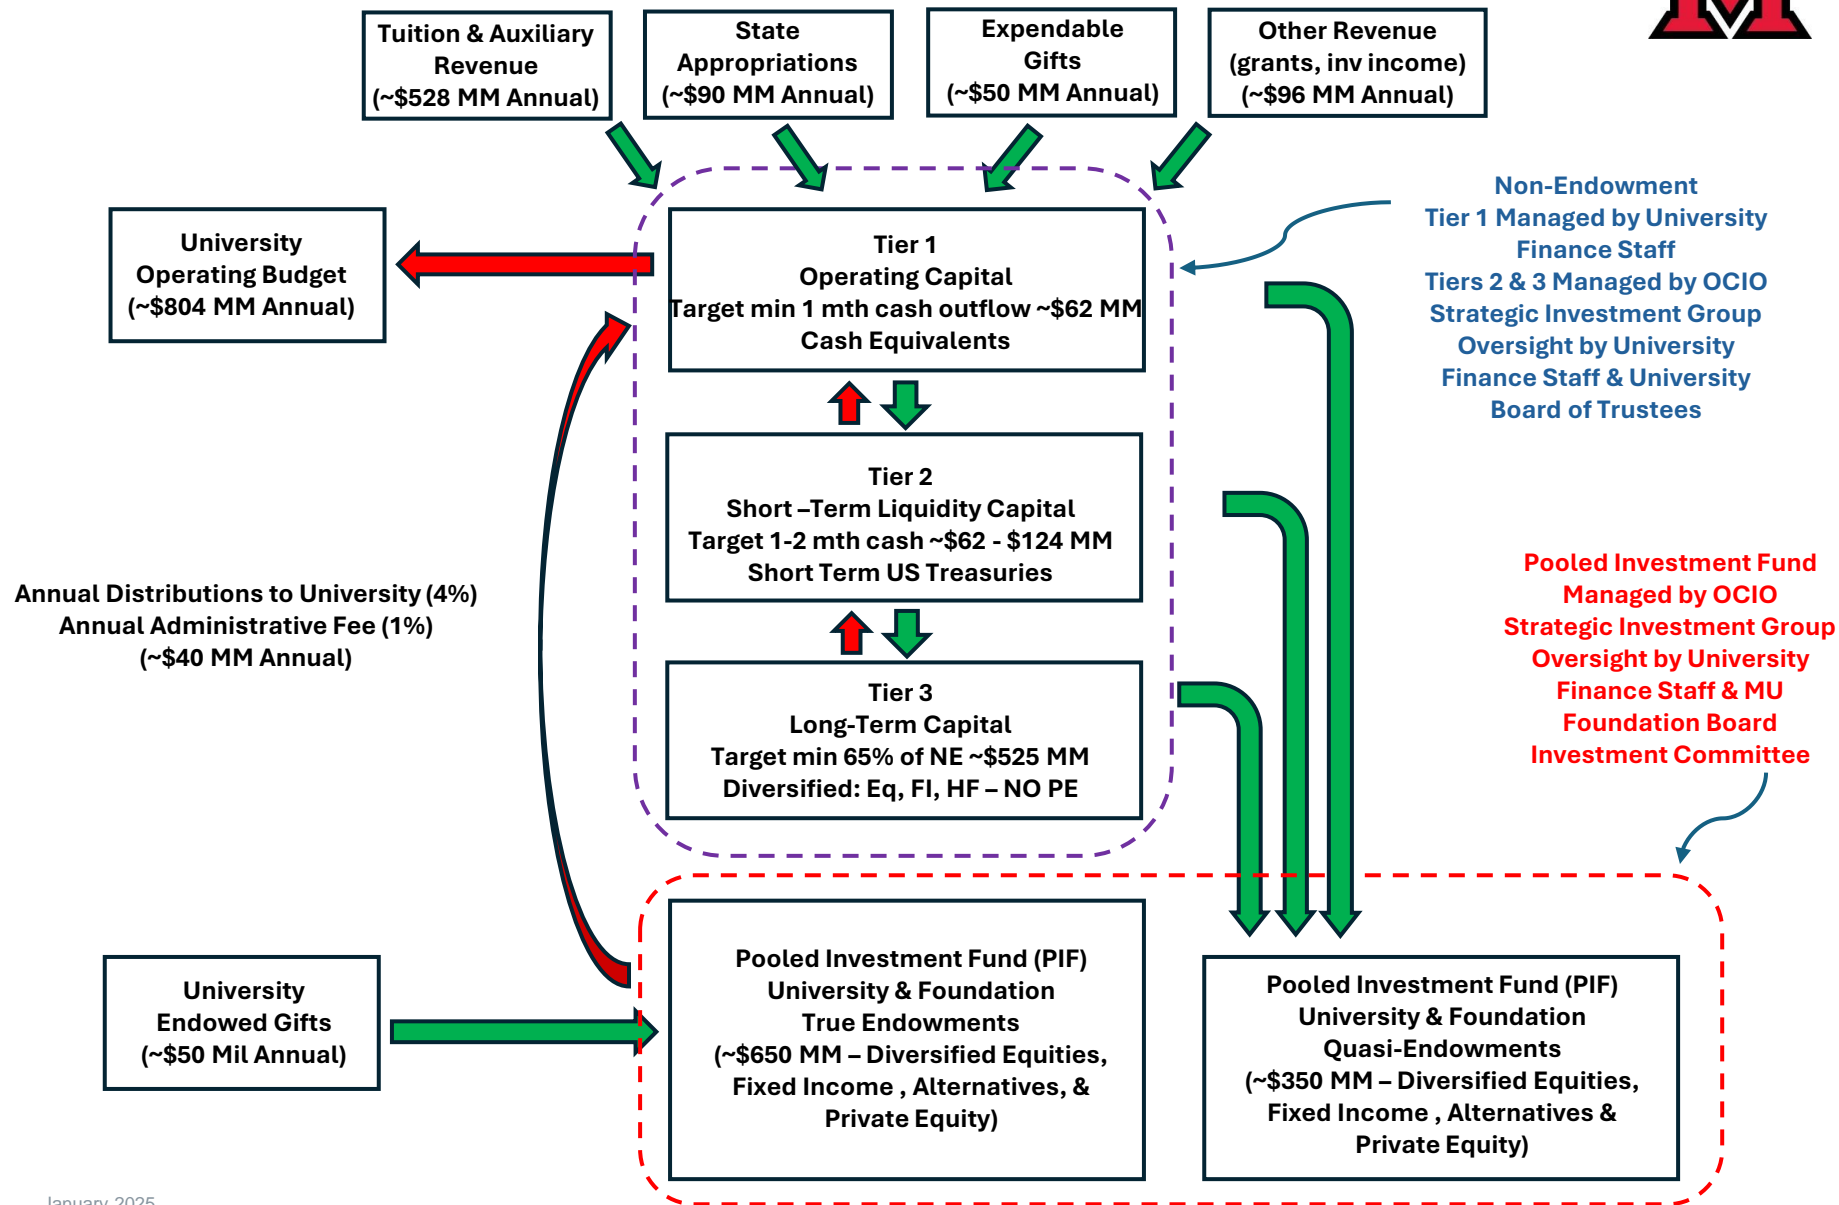 Tuition & Auxiliary
Revenue
(~$528 MM Annual)
State
Appropriations
(~$90 MM Annual)
Expendable
Gifts
(~$50 MM Annual)
Other Revenue
(grants, inv income)
(~$96 MM Annual)
University
Operating Budget
(~$804 MM Annual)
Tier 1
Operating Capital
Target min 1 mth cash outflow ~$62 MM
Cash Equivalents
Non-Endowment
Tier 1 Managed by University
Finance Staff
Tiers 2 & 3 Managed by OCIO
Strategic Investment Group
Oversight by University
Finance Staff & University
Board of Trustees
Tier 2
Short –Term Liquidity Capital
Target 1-2 mth cash ~$62 - $124 MM
Short Term US Treasuries
Annual Distributions to University (4%)
Annual Administrative Fee (1%)
(~$40 MM Annual)
Tier 3
Long-Term Capital
Target min 65% of NE ~$525 MM
Diversified: Eq, FI, HF – NO PE
Pooled Investment Fund
Managed by OCIO
Strategic Investment Group
Oversight by University
Finance Staff & MU
Foundation Board
Investment Committee
University
Endowed Gifts
(~$50 Mil Annual)
Pooled Investment Fund (PIF)
University & Foundation
True Endowments
(~$650 MM – Diversified Equities,
Fixed Income , Alternatives, &
Private Equity)
Pooled Investment Fund (PIF)
University & Foundation
Quasi-Endowments
(~$350 MM – Diversified Equities,
Fixed Income , Alternatives &
Private Equity)
January 2025